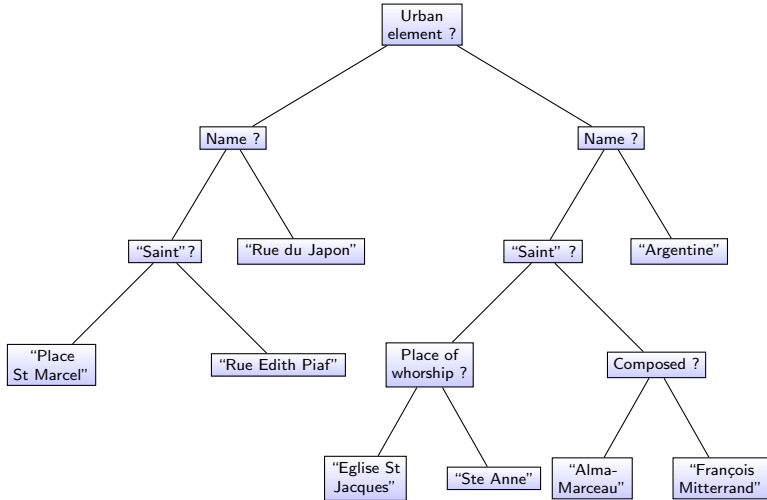 Urban
element ?
Name ?
Name ?
“Saint”?
“Rue du Japon”
“Saint” ?
“Argentine”
“Place
St Marcel”
“Rue Edith Piaf”
Place of
whorship ?
Composed ?
“Eglise St
Jacques”
“Ste Anne”
“Alma-
Marceau”
“François
Mitterrand”